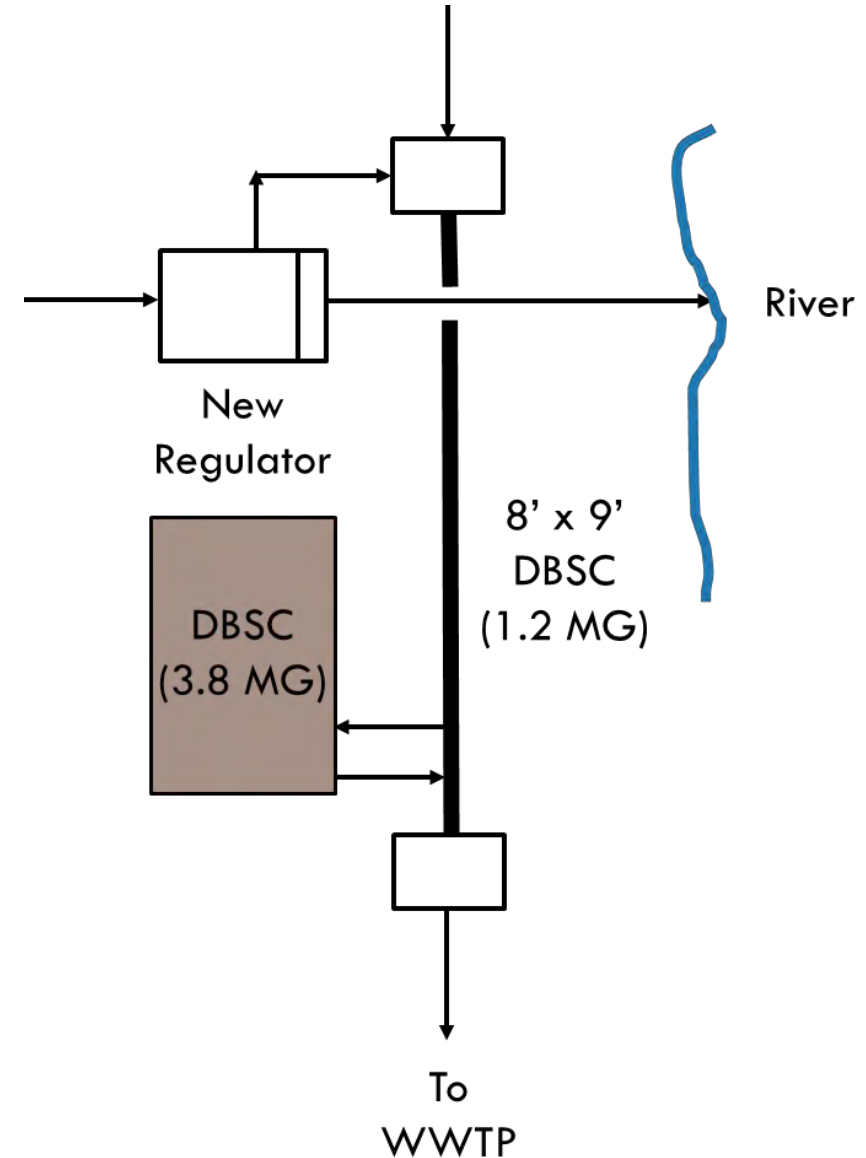 River
New
Regulator
8’ x 9’
DBSC
(1.2 MG)
DBSC
(3.8 MG)
To
WWTP